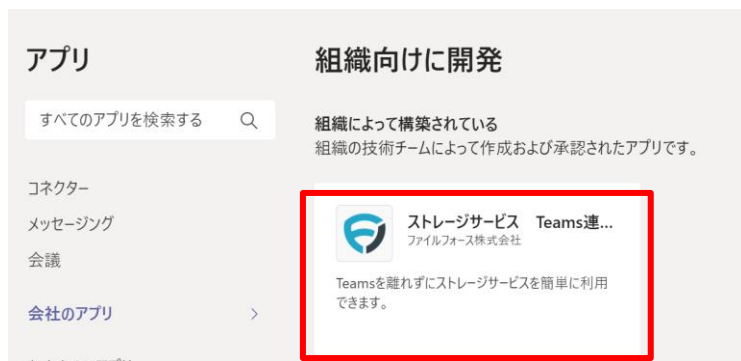 アプリ
すべてのアプリを検索する
コネクター
メッセージング
会議
会社のアプリ
組織向けに開発
組織によって構築されている
組織の技術チームによって作成および承認されたアプリです。
ストレージサービス　Teams連...
ファイルフォース株式会社
Teamsを離れずにストレージサービスを簡単に利用
できます。